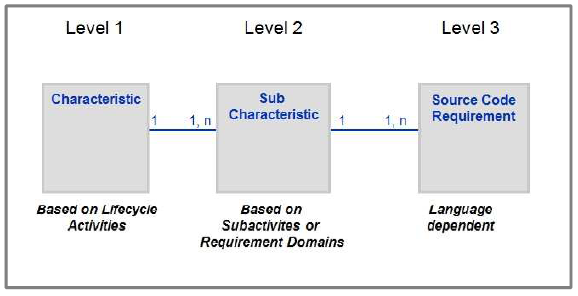 Level 1
Level 2
Level 3
Characteristic
Sub
Characteristic
Source Code
Requirement
1
1, n
1
1, n
Based on Lifecycle
Activities
Based on
Subactivites or
Requirement Domains
Language
dependent